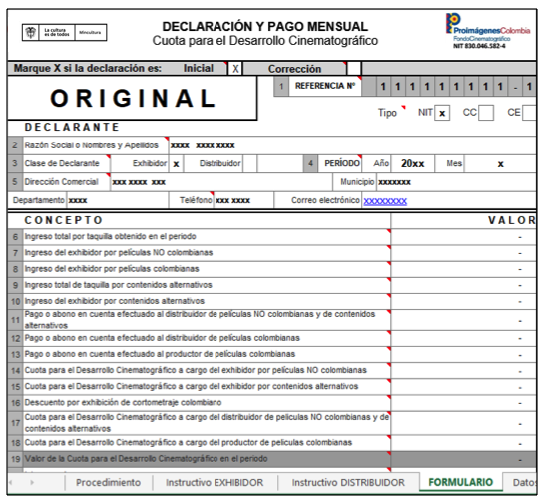 La cultura es de todos Mincultura
DECLARACIÓN Y PAGO MENSUAL
Cuota para el Desarrollo Cinematográfico
ProimágenesColombia
FondoCinematográfico
NIT 830.046.582-4
Marque X si la declaración es: Inicial X Corrección
ORIGINAL
1 REFERENCIA Nº 1 1 1 1 1 1 1 1 1 - 1
Tipo NIT x CC CE
DECLARANTE
2 Razón Social o Nombres y Apellidos xxxx xxxx xxxx
3 Clase de Declarante Exhibidor x Distribuidor 4 PERÍODO Año 20xx Mes x
5 Dirección Comercial xxx xxxx xxx Municipio xxxxxxx
Departamento xxxx Teléfono xxx xxxx Correo electrónico xxxxxxxx
CONCEPTO VALOR
6 Ingreso total por taquilla obtenido en el periodo -
7 Ingreso del exhibidor por películas NO colombianas -
8 Ingreso del exhibidor por películas colombianas -
9 Ingreso total de taquilla por contenidos alternativos -
10 Ingreso del exhibidor por contenidos alternativos -
11 Pago o abono en cuenta efectuado al distribuidor de películas NO colombianas y de contenidos
alternativos -
12 Pago o abono en cuenta efectuado al distribuidor de películas colombianas -
13 Pago o abono en cuenta efectuado al productor de películas colombianas -
14 Cuota para el Desarrollo Cinematográfico a cargo del exhibidor por películas NO colombianas -
15 Cuota para el Desarrollo Cinematográfico a cargo del exhibidor por contenidos alternativos -
16 Descuento por exhibición de cortometraje colombiaro -
17 Cuota para el Desarrollo Cinematográfico a cargo del distribuidor de peliculas NO colombianas y de
contenidos alternativos -
18 Cuota para el Desarrollo Cinematográfico a cargo del productor de peliculas colombianas -
19 Valor de la Cuota para el Desarrollo Cinematográfico en el periodo -
Procedimiento Instructivo EXHIBIDOR Instructivo DISTRIBUIDOR FORMULARIO Datos